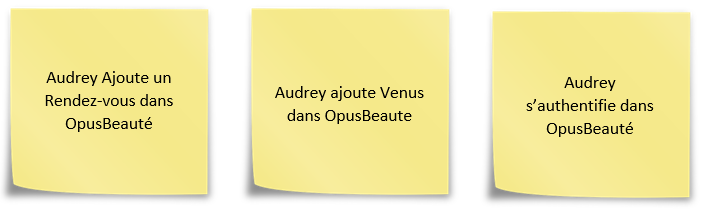 Audrey Ajoute un
Rendez-vous dans
OpusBeauté
Audrey ajoute Venus
dans OpusBeaute
Audrey
s’authentifie dans
OpusBeauté